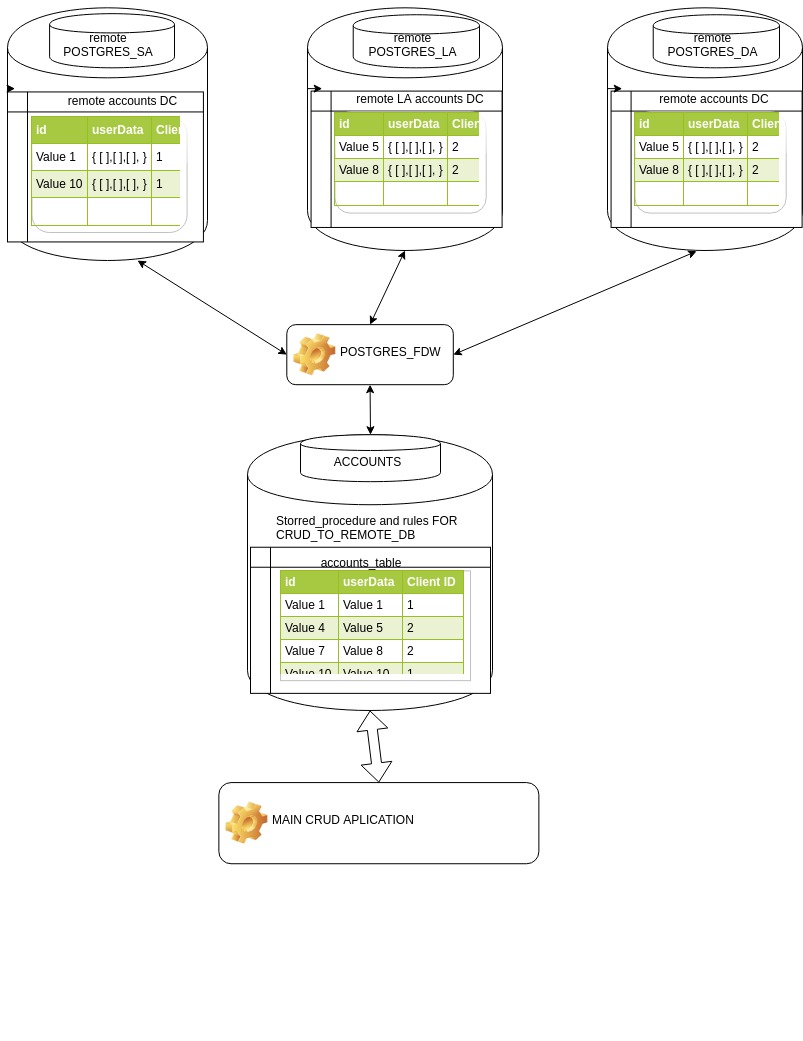 remote
POSTGRES_SA
remote
POSTGRES_LA
remote
POSTGRES_DA
remote accounts DC
remote LA accounts DC
remote accounts DC
id userData Clien
Value 1 { [ ],[ ],[ ], } 1
Value 10 { [ ],[ ],[ ], } 1
id userData Clien
Value 5 { [ ],[ ],[ ], } 2
Value 8 { [ ],[ ],[ ], } 2
id userData Clien
Value 5 { [ ],[ ],[ ], } 2
Value 8 { [ ],[ ],[ ], } 2
POSTGRES_FDW
ACCOUNTS
Storred_procedure and rules FOR
CRUD_TO_REMOTE_DB
accounts_table
id userData Client ID
Value 1 Value 1 1
Value 4 Value 5 2
Value 7 Value 8 2
Value 10 Value 10 1
MAIN CRUD APLICATION